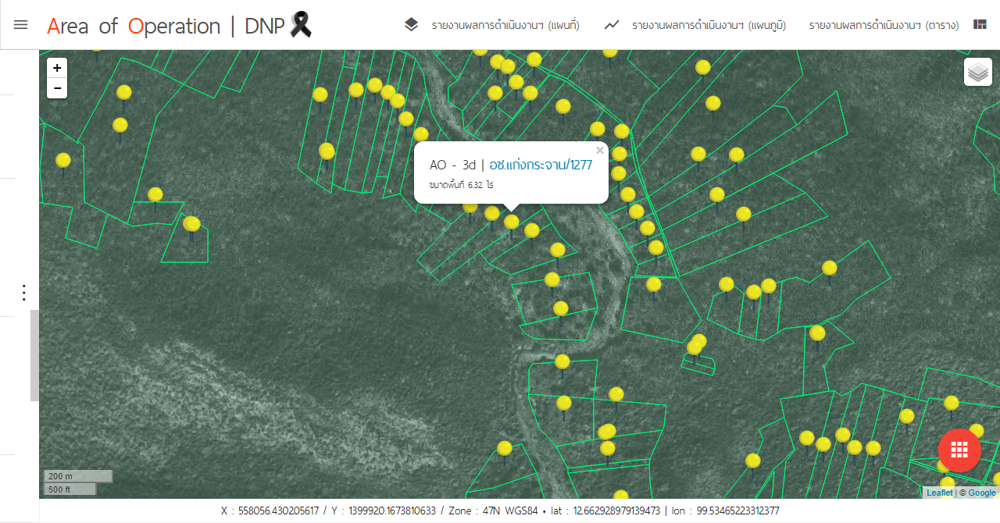 Area of Operation | DNP
รายงานผลการดำเนินงานฯ (แผนที่)
รายงานผลการดำเนินงานฯ (แผนภูมิ)
รายงานผลการดำเนินงานฯ (ตาราง)
+
−
×
AO - 3d | อช.แก่งกระจาน/1277
ขนาดพื้นที่ 6.32 ไร่
200 m
500 ft
Leaflet | © Google
X : 558056.430205617 / Y : 1399920.1673810633 / Zone : 47N WGS84 • lat : 12.662928979139473 | lon : 99.53465223312377